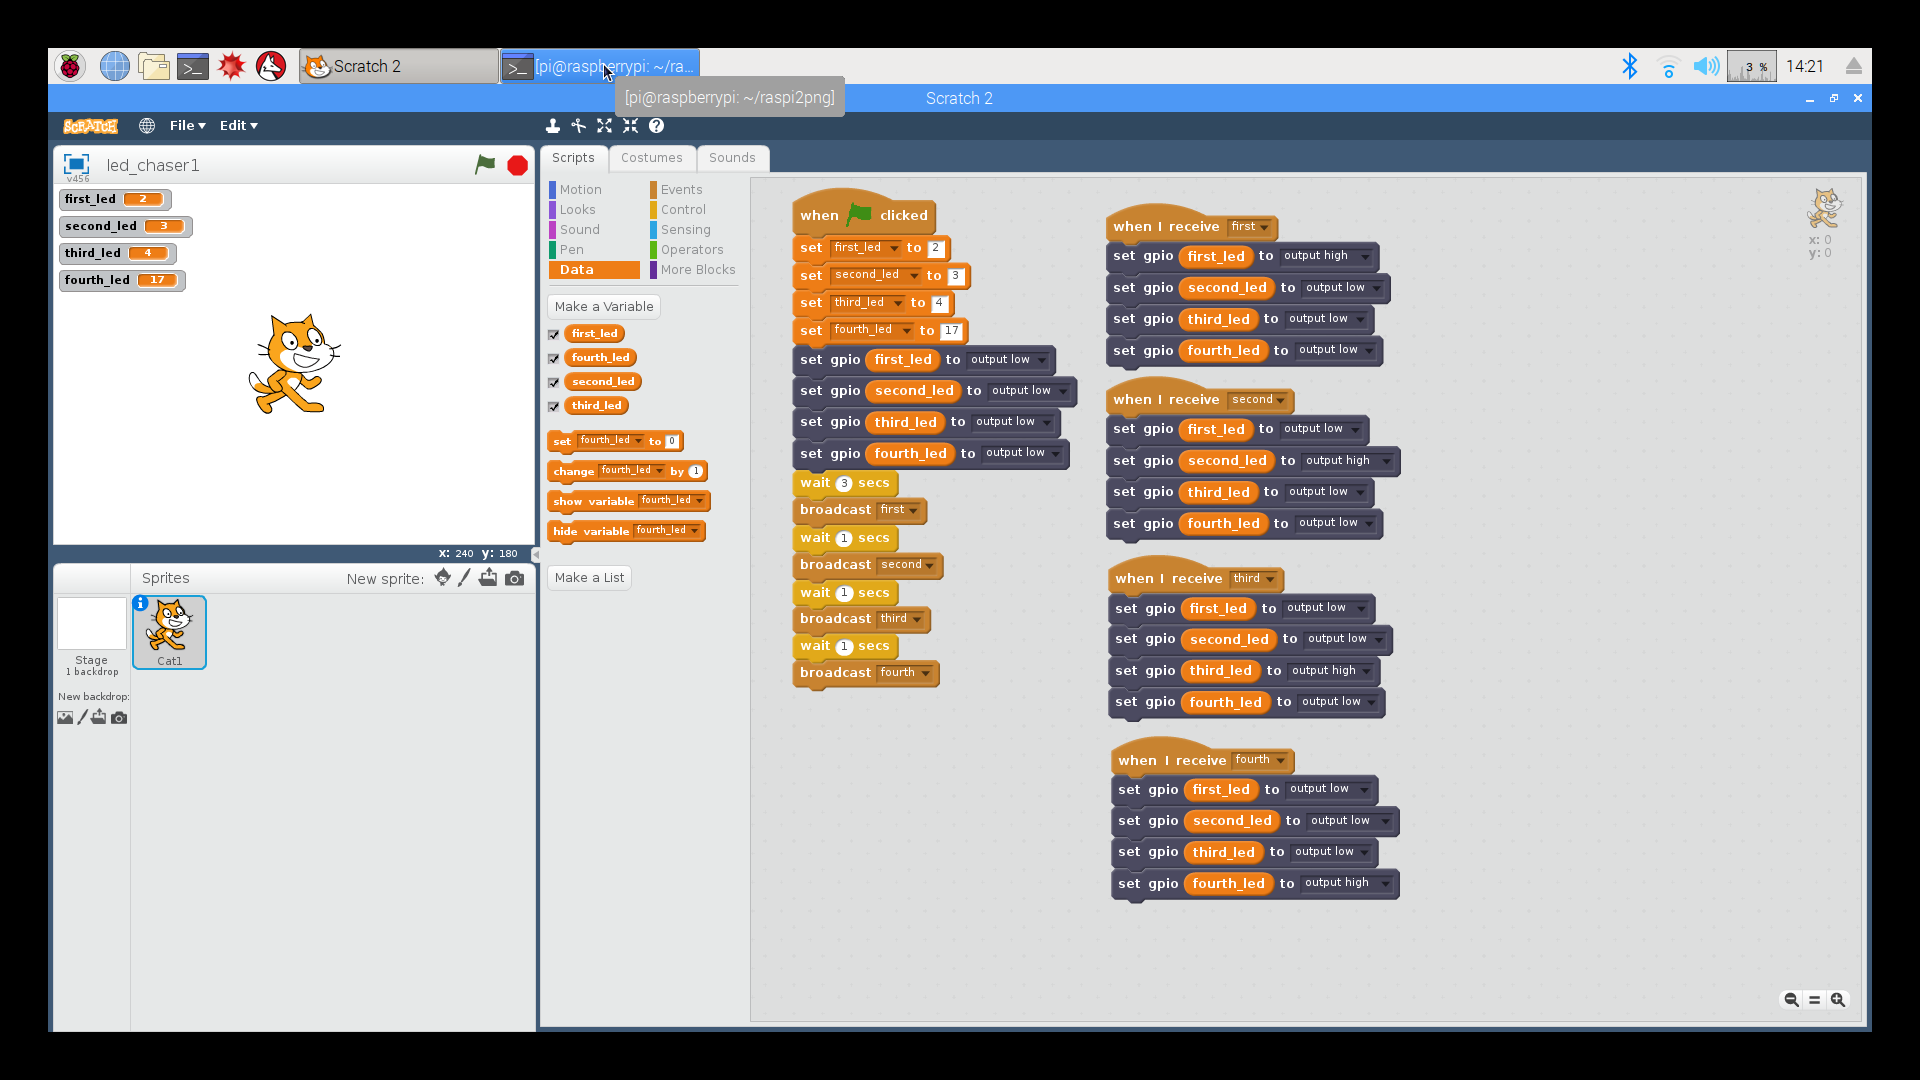 Scratch 2
[pi@raspberrypi: ~/ra...
3 %
14:21
[pi@raspberrypi: ~/raspi2png]
Scratch 2
SCRATCH
File
Edit
v456
led_chaser1
first_led 2
second_led 3
third_led 4
fourth_led 17
x: 240 y: 180
Sprites
New sprite:
Stage
1 backdrop
New backdrop:
Cat1
Scripts
Costumes
Sounds
Motion
Looks
Sound
Pen
Data
Events
Control
Sensing
Operators
More Blocks
Make a Variable
first_led
fourth_led
second_led
third_led
set fourth_led to 0
change fourth_led by 1
show variable fourth_led
hide variable fourth_led
Make a List
when clicked
set first_led to 2
set second_led to 3
set third_led to 4
set fourth_led to 17
set gpio first_led to output low
set gpio second_led to output low
set gpio third_led to output low
set gpio fourth_led to output low
wait 3 secs
broadcast first
wait 1 secs
broadcast second
wait 1 secs
broadcast third
wait 1 secs
broadcast fourth
when I receive first
set gpio first_led to output high
set gpio second_led to output low
set gpio third_led to output low
set gpio fourth_led to output low
when I receive second
set gpio first_led to output low
set gpio second_led to output high
set gpio third_led to output low
set gpio fourth_led to output low
when I receive third
set gpio first_led to output low
set gpio second_led to output low
set gpio third_led to output high
set gpio fourth_led to output low
when I receive fourth
set gpio first_led to output low
set gpio second_led to output low
set gpio third_led to output low
set gpio fourth_led to output high
x: 0
y: 0